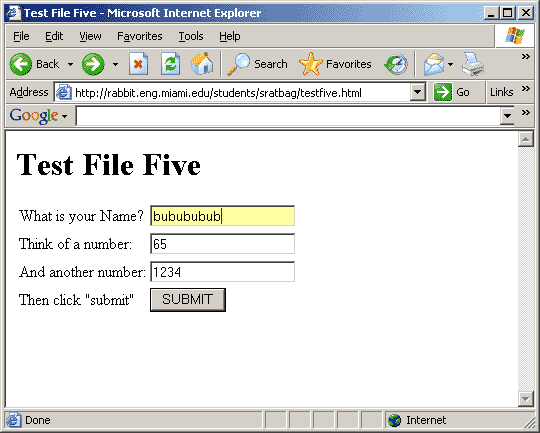 Test File Five - Microsoft Internet Explorer
File Edit View Favorites Tools Help
Back Search Favorites »
Address http://rabbit.eng.miami.edu/students/sratbag/testfive.html Go Links »
Google »
Test File Five
What is your Name? bubububub
Think of a number: 65
And another number: 1234
Then click "submit" SUBMIT
Done Internet